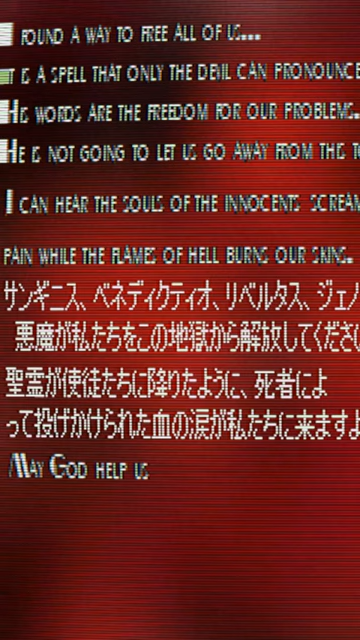 FOUND A WAY TO FREE ALL OF US...
IT IS A SPELL THAT ONLY THE DEVIL CAN PRONOUNCE
HIS WORDS ARE THE FREEDOM FOR OUR PROBLEMS.
HE IS NOT GOING TO LET US GO AWAY FROM THIS
I CAN HEAR THE SOULS OF THE INNOCENTS SCREAM
PAIN WHILE THE FLAMES OF HELL BURNS OUR SKINS.
サンギニス、ベネディクティオ、リベルタス、ジェノ
悪魔が私たちをこの地獄から解放してくださ
聖霊が使徒たちに降りたように、死者によ
って投げかけられた血の涙が私たちに来ますよ
MAY GOD HELP US